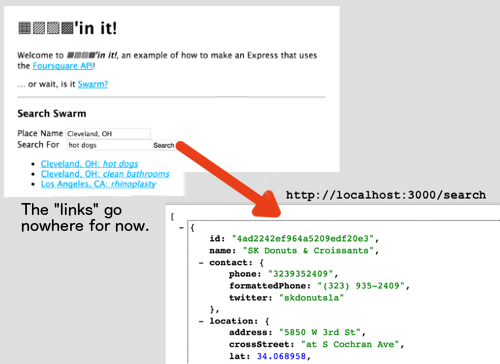 ▦▨▧▩'in it!
Welcome to ▦▨▧▩'in it!, an example of how to make an Express that uses
the Foursquare API!
... or wait, is it Swarm?
Search Swarm
Place Name Cleveland, OH
Search For hot dogs Search
• Cleveland, OH: hot dogs
• Cleveland, OH: clean bathrooms
• Los Angeles, CA: rhinoplasty
The "links" go
nowhere for now.
http://localhost:3000/search
[
- {
id: "4ad2242ef964a5209edf20e3",
name: "SK Donuts & Croissants",
- contact: {
phone: "3239352409",
formattedPhone: "(323) 935-2409",
twitter: "skdonutsla"
},
- location: {
address: "5850 W 3rd St",
crossStreet: "at S Cochran Ave",
lat: 34.068958,